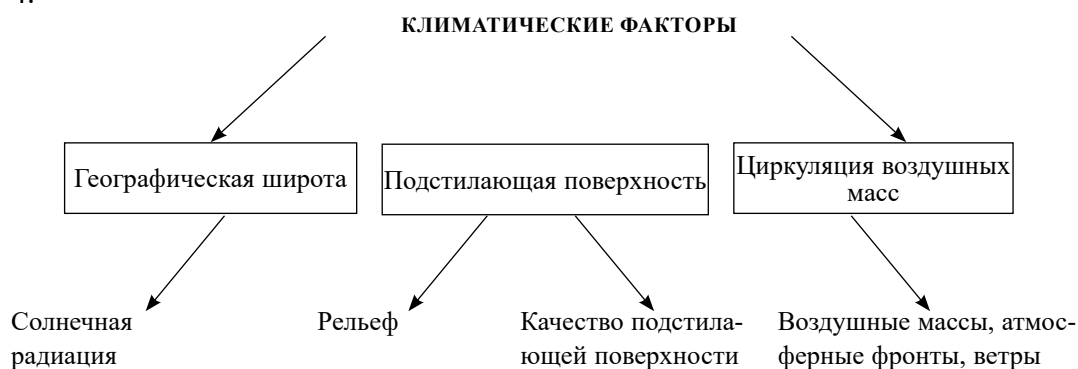 КЛИМАТИЧЕСКИЕ ФАКТОРЫ
Географическая широта
Подстилающая поверхность
Циркуляция воздушных
масс
Солнечная
радиация
Рельеф
Качество подстила-
ющей поверхности
Воздушные массы, атмос-
ферные фронты, ветры